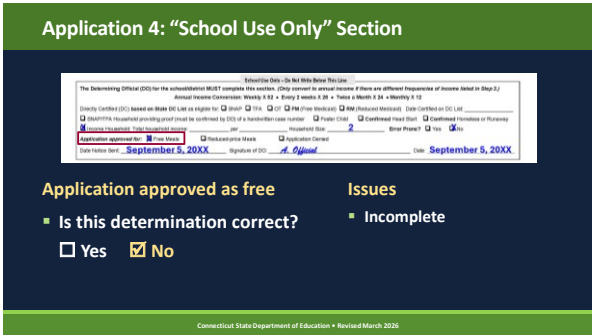 Application 4: “School Use Only” Section
School Use Only – Do Not Write Below This Line
The Determining Official (DO) for the school/district MUST complete this section. (Only convert to annual income if there are different frequencies of income listed in Step 3.)
Annual Income Conversion: Weekly X 52 • Every 2 weeks X 26 • Twice a Month X 24 • Monthly X 12
Directly Certified (DC) based on State DC List as eligible for: ☐ SNAP ☐ TFA ☐ OT ☐ FM (Free Medicaid) ☐ RM (Reduced Medicaid) Date Certified on DC List
☐ SNAP/TFA Household providing proof (must be confirmed by DO) of a handwritten case number ☐ Foster Child ☐ Confirmed Head Start ☐ Confirmed Homeless or Runaway
☒ Income Household: Total household income: per Household Size: 2 Error Prone? ☐ Yes ☒ No
Application approved for: ☒ Free Meals ☐ Reduced-price Meals ☐ Application Denied
Date Notice Sent: September 5, 20XX Signature of DO: A. Official Date: September 5, 20XX
Application approved as free
▪ Is this determination correct?
☐ Yes ☑ No
Issues
▪ Incomplete
Connecticut State Department of Education • Revised March 2026